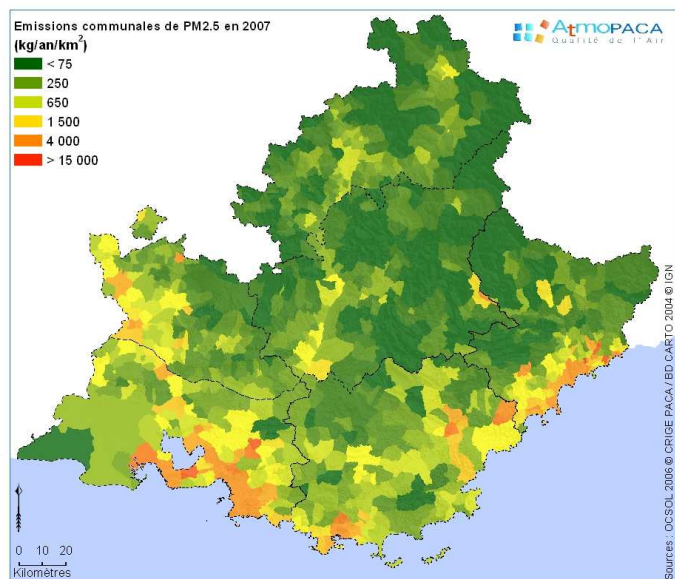 Emissions communales de PM2.5 en 2007
(kg/an/km²)
< 75
250
650
1 500
4 000
> 15 000
AtmoPACA
Qualité de l'Air
0 10 20
Kilomètres
Sources : OCSOL 2006 © CRIGE PACA / BD CARTO 2004 © IGN